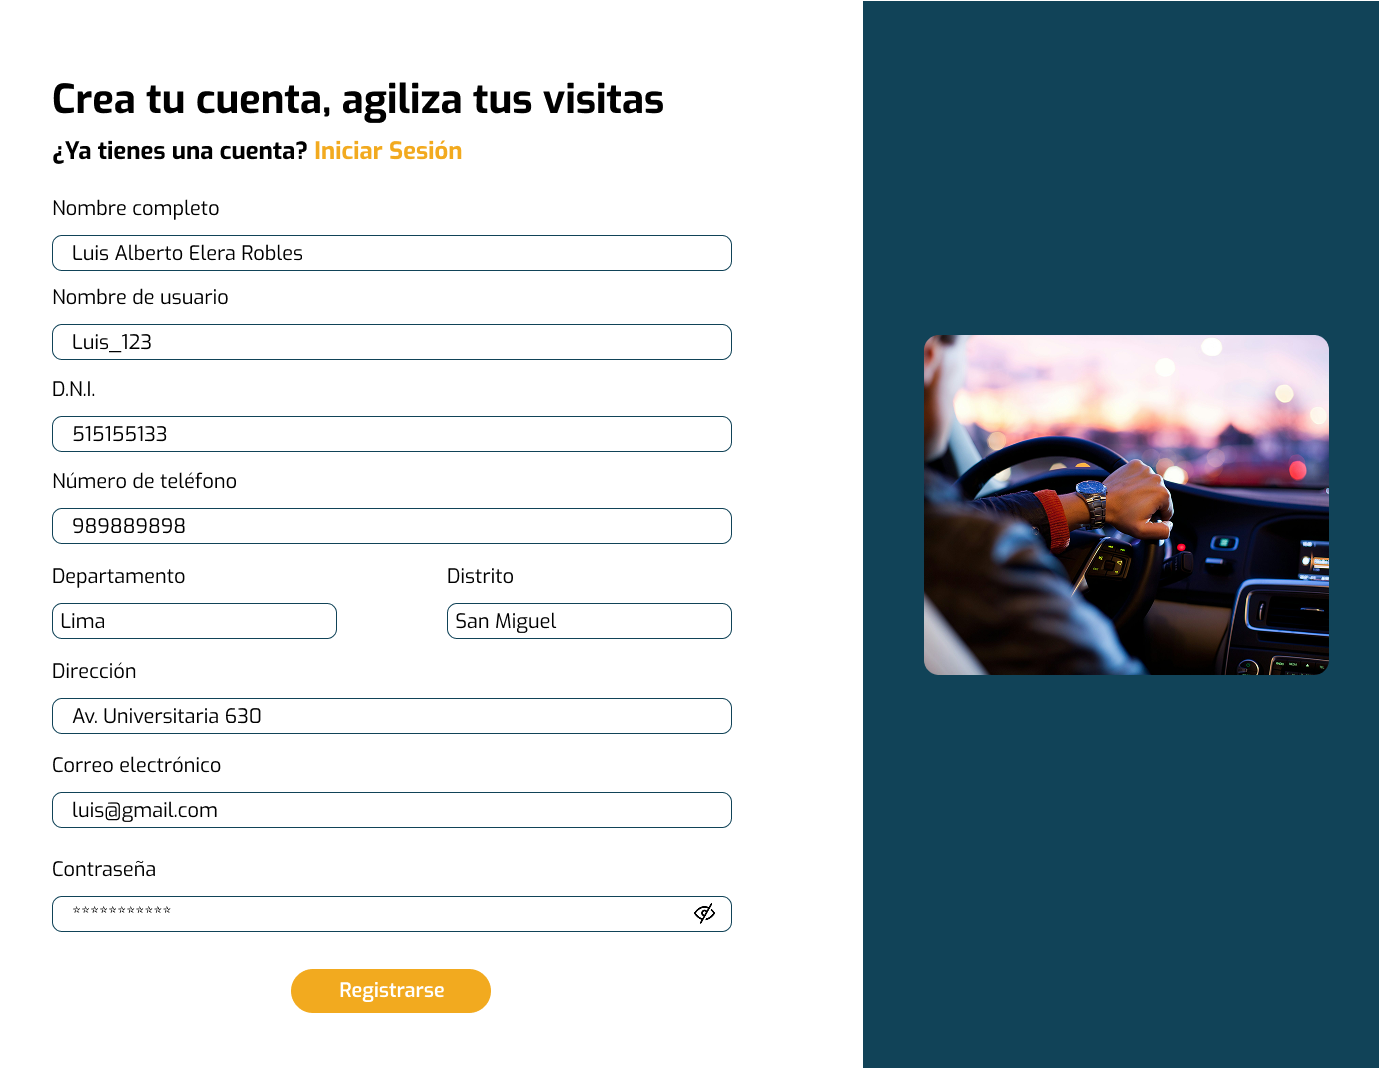 Crea tu cuenta, agiliza tus visitas
¿Ya tienes una cuenta? Iniciar Sesión
Nombre completo
Luis Alberto Elera Robles
Nombre de usuario
Luis_123
D.N.I.
515155133
Número de teléfono
989889898
Departamento Distrito
Lima San Miguel
Dirección
Av. Universitaria 630
Correo electrónico
luis@gmail.com
Contraseña
***********
Registrarse